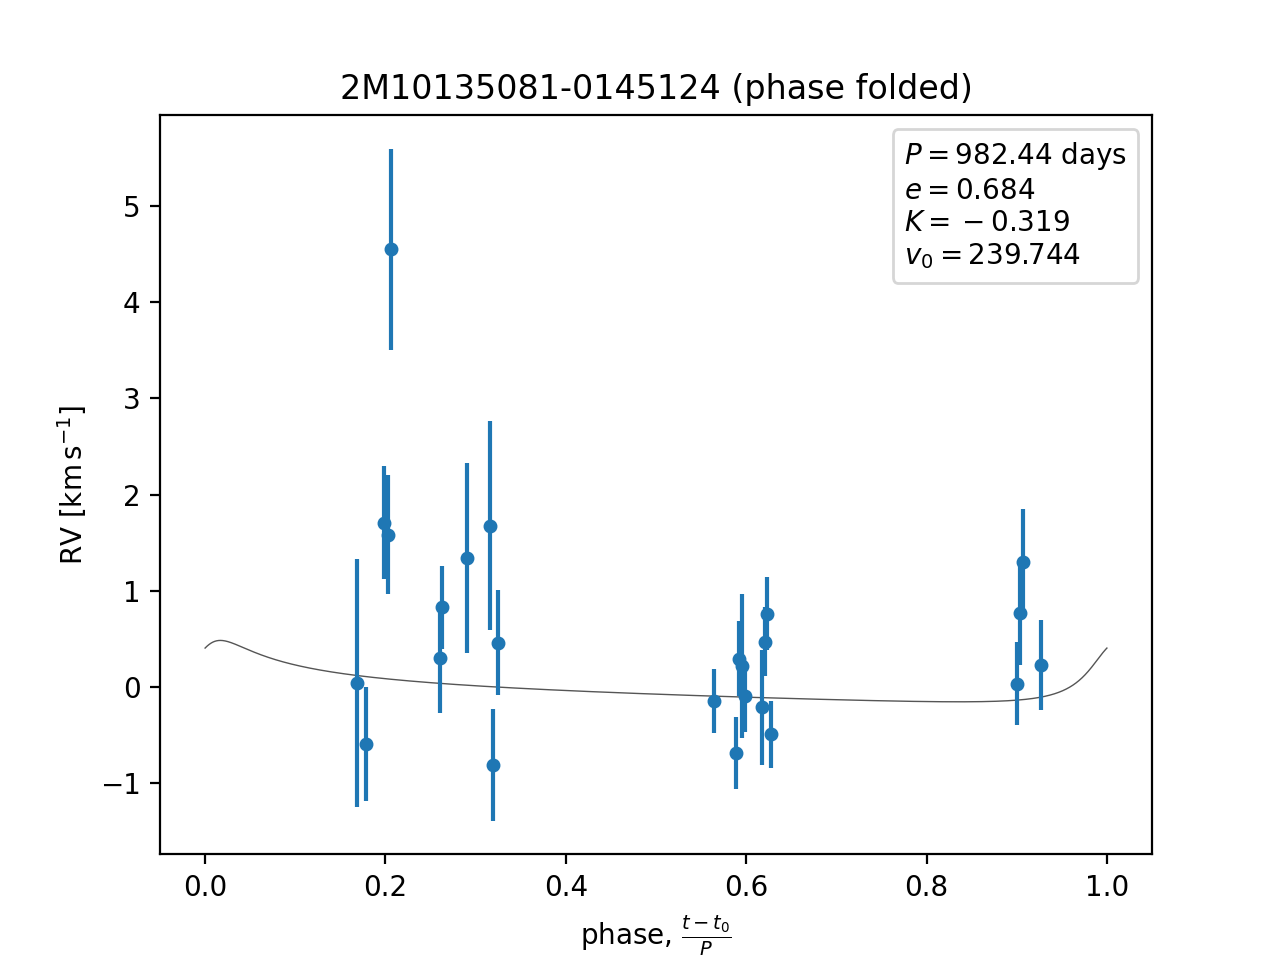 2M10135081-0145124 (phase folded)
P = 982.44 days
e = 0.684
K = −0.319
v₀ = 239.744
5
4
3
2
1
0
−1
RV [km s⁻¹]
0.0 0.2 0.4 0.6 0.8 1.0
phase, (t − t₀)/P